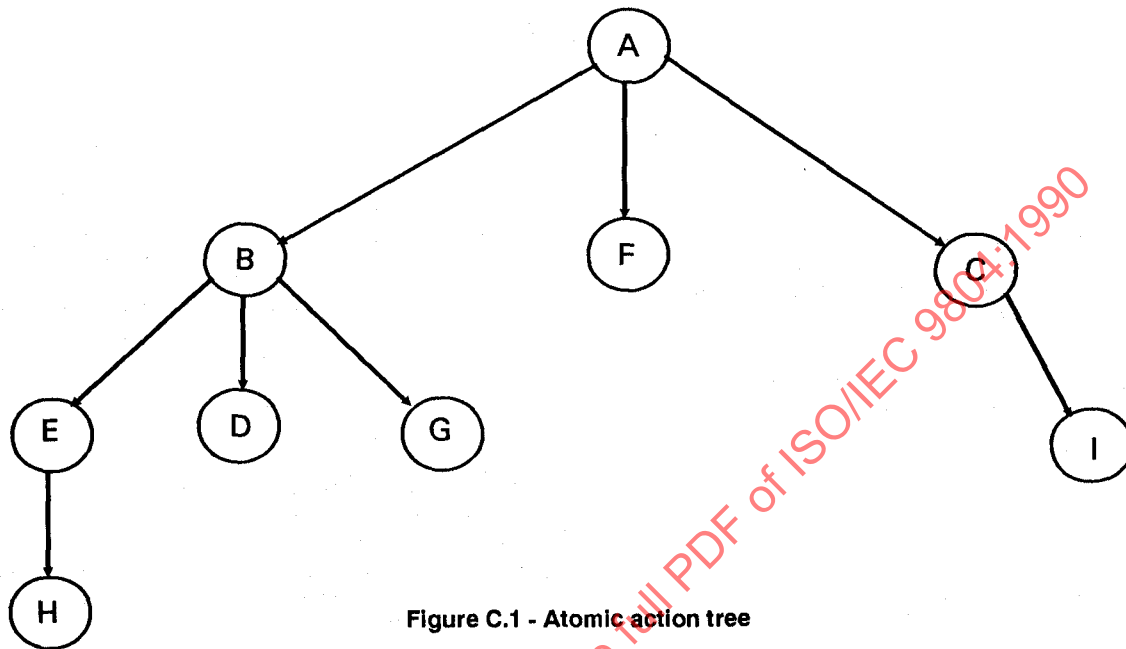 A
B
F
C
E
D
G
I
H
Figure C.1 - Atomic action tree
full PDF of ISO/IEC 9804:1990